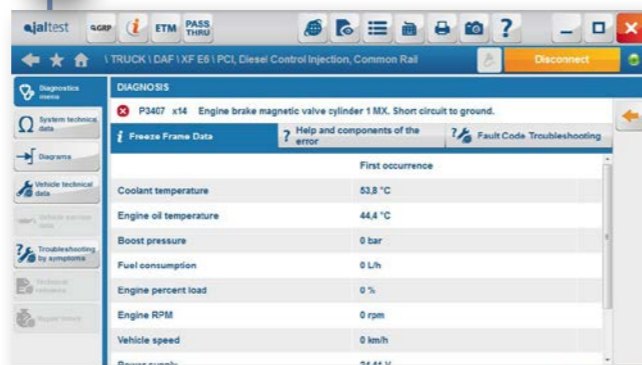 ajaltest GRP i ETM PASS THRU ?
\ TRUCK \ DAF \ XF E6 \ PCI, Diesel Control Injection, Common Rail Disconnect
Diagnostics menu
System technical data
Diagrams
Vehicle technical data
Troubleshooting by symptoms
DIAGNOSIS
P3407 x14 Engine brake magnetic valve cylinder 1 MX. Short circuit to ground.
i Freeze Frame Data
? Help and components of the error
? Fault Code Troubleshooting
First occurrence
Coolant temperature 53,8 °C
Engine oil temperature 44,4 °C
Boost pressure 0 bar
Fuel consumption 0 L/h
Engine percent load 0 %
Engine RPM 0 rpm
Vehicle speed 0 km/h